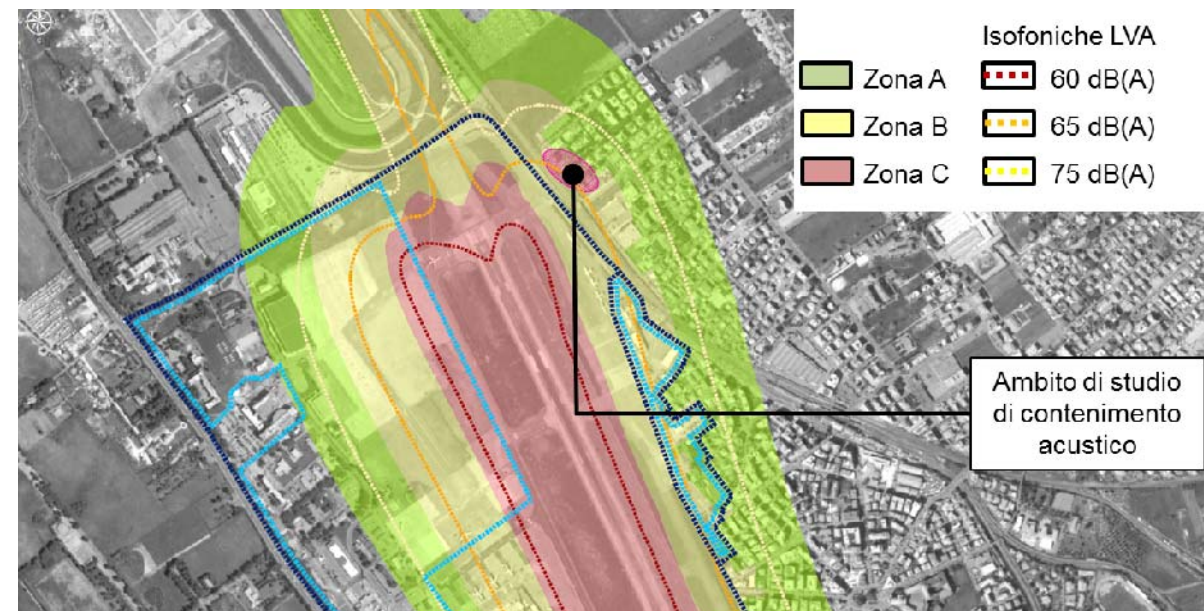 Isofoniche LVA
Zona A
60 dB(A)
Zona B
65 dB(A)
Zona C
75 dB(A)
Ambito di studio
di contenimento
acustico